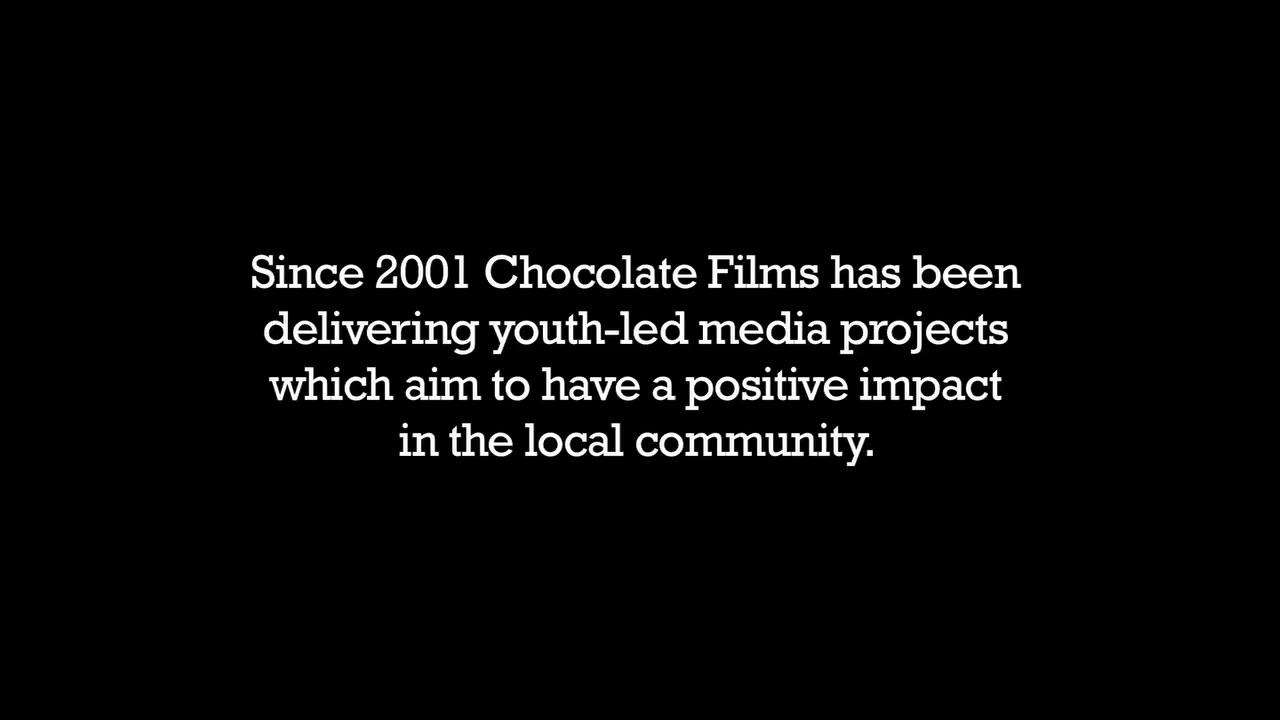 Since 2001 Chocolate Films has been
delivering youth-led media projects
which aim to have a positive impact
in the local community.